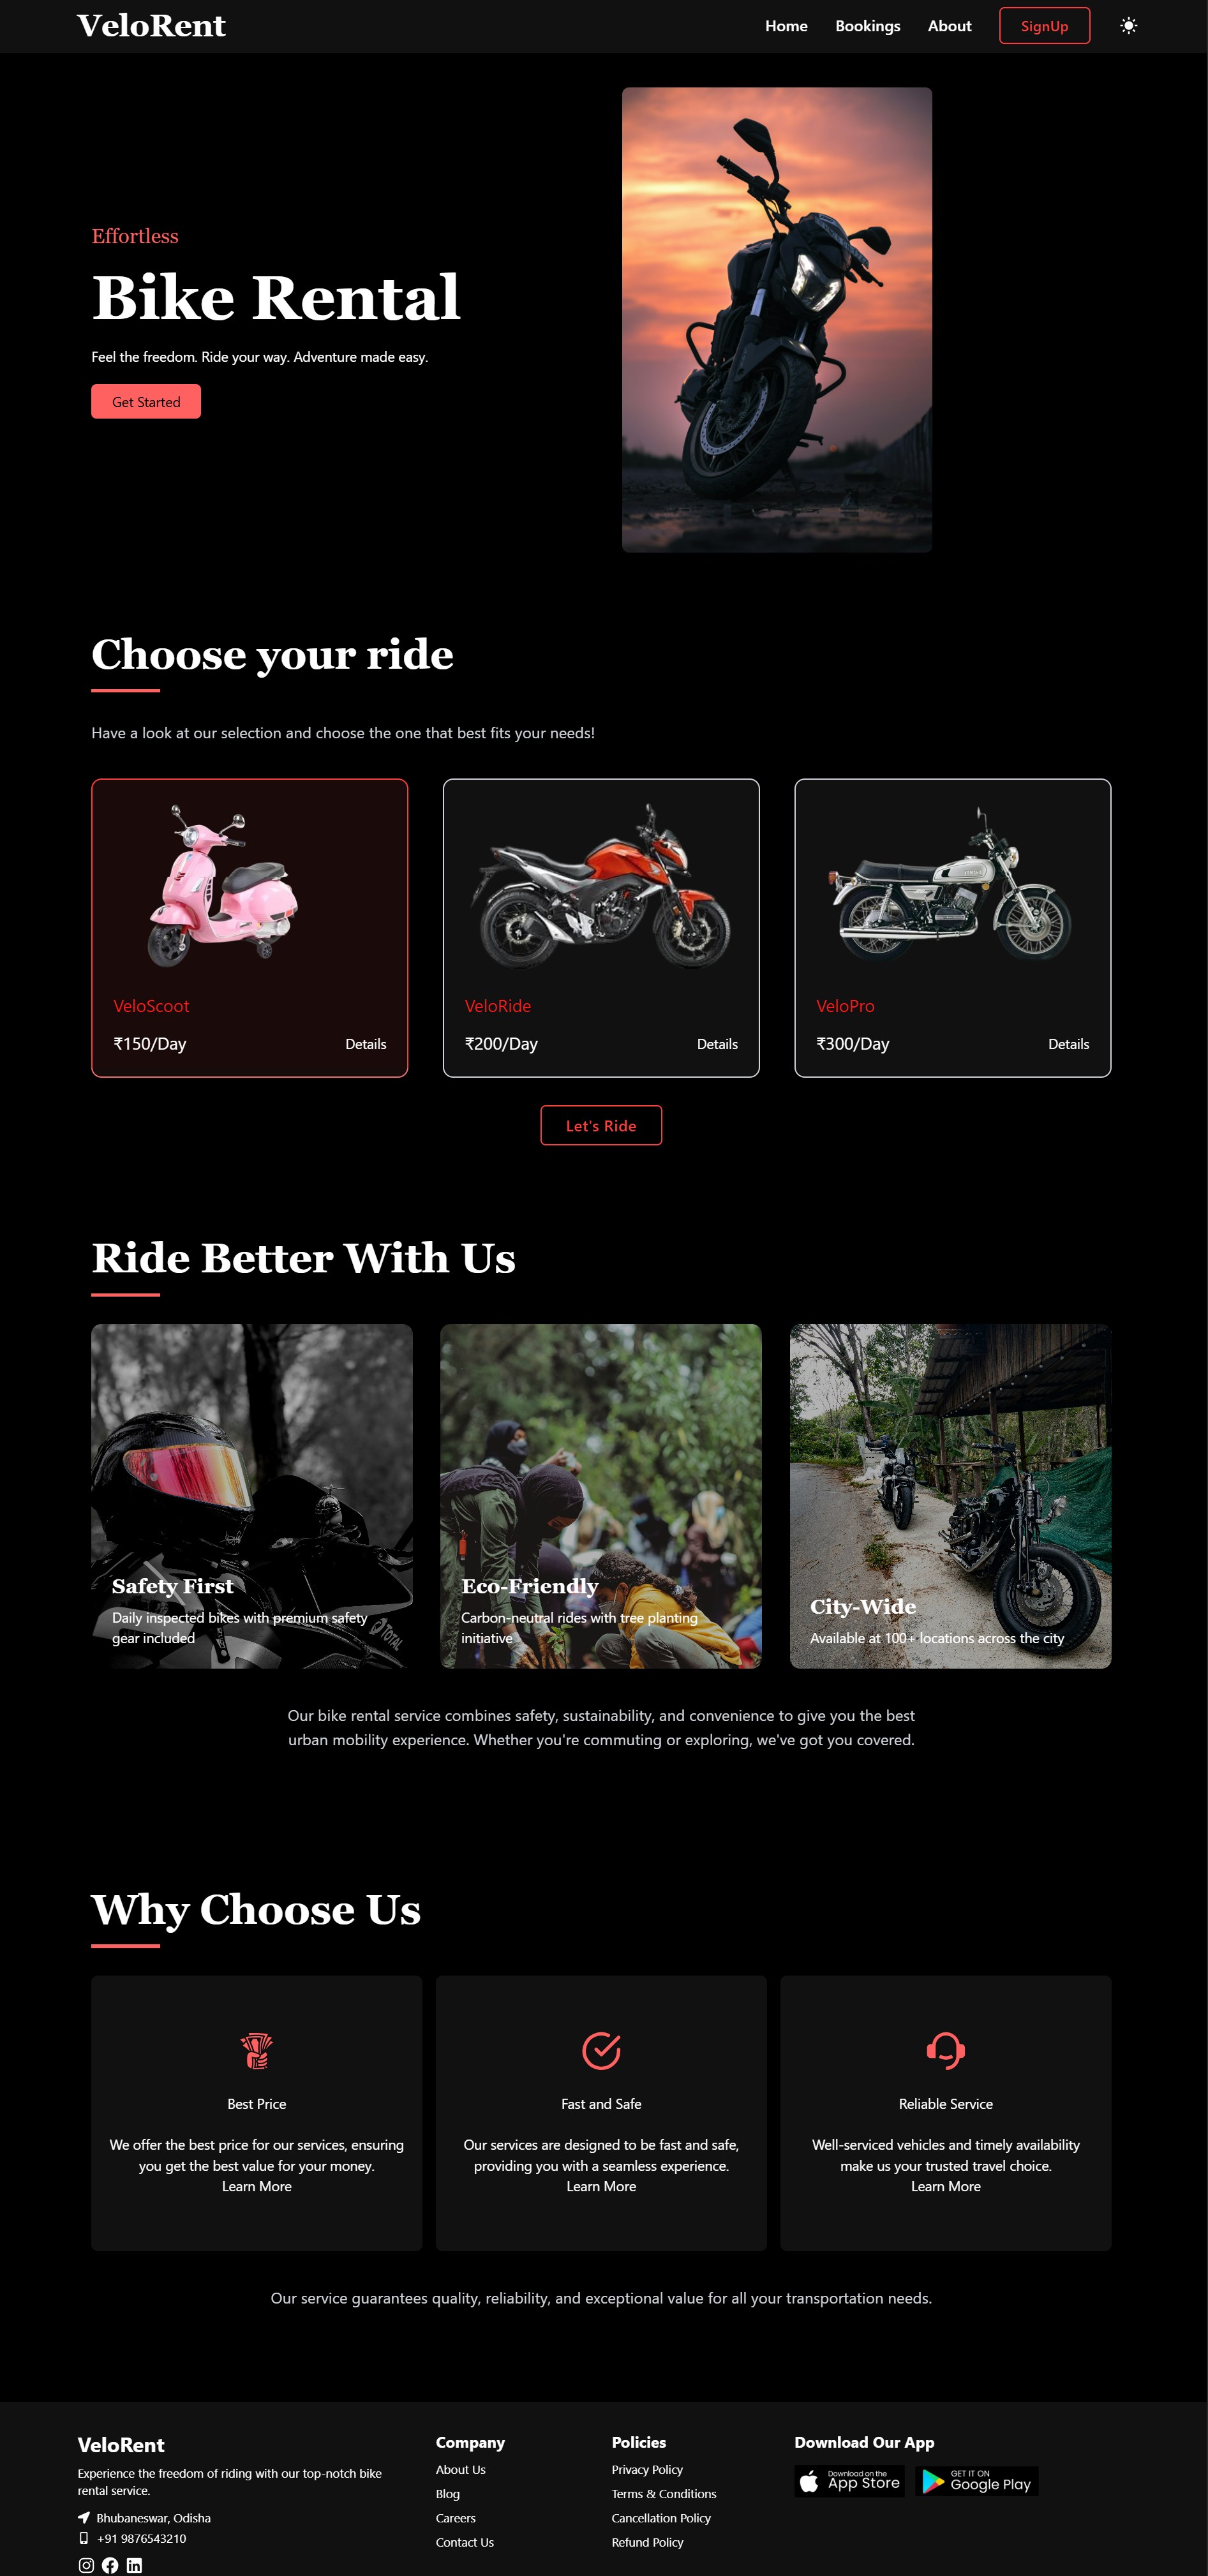 VeloRent
Home
Bookings
About
SignUp
Effortless
Bike Rental
Feel the freedom. Ride your way. Adventure made easy.
Get Started
Choose your ride
Have a look at our selection and choose the one that best fits your needs!
VeloScoot
₹150/Day
Details
VeloRide
₹200/Day
Details
VeloPro
₹300/Day
Details
Let's Ride
Ride Better With Us
Safety First
Daily inspected bikes with premium safety
gear included
TOTAL
Eco-Friendly
Carbon-neutral rides with tree planting
initiative
City-Wide
Available at 100+ locations across the city
Our bike rental service combines safety, sustainability, and convenience to give you the best
urban mobility experience. Whether you're commuting or exploring, we've got you covered.
Why Choose Us
Best Price
We offer the best price for our services, ensuring
you get the best value for your money.
Learn More
Fast and Safe
Our services are designed to be fast and safe,
providing you with a seamless experience.
Learn More
Reliable Service
Well-serviced vehicles and timely availability
make us your trusted travel choice.
Learn More
Our service guarantees quality, reliability, and exceptional value for all your transportation needs.
VeloRent
Experience the freedom of riding with our top-notch bike
rental service.
Bhubaneswar, Odisha
+91 9876543210
Company
About Us
Blog
Careers
Contact Us
Policies
Privacy Policy
Terms & Conditions
Cancellation Policy
Refund Policy
Download Our App
Download on the
App Store
GET IT ON
Google Play